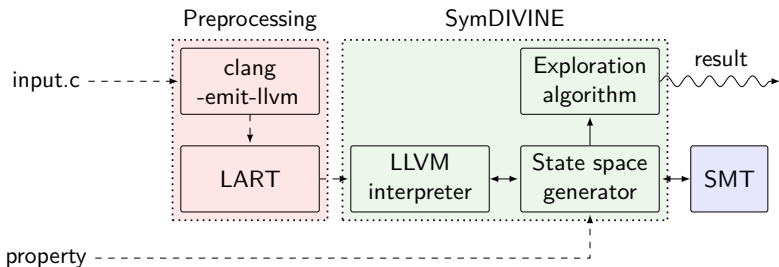 Preprocessing
SymDIVINE
input.c
clang
-emit-llvm
Exploration
algorithm
result
LART
LLVM
interpreter
State space
generator
SMT
property